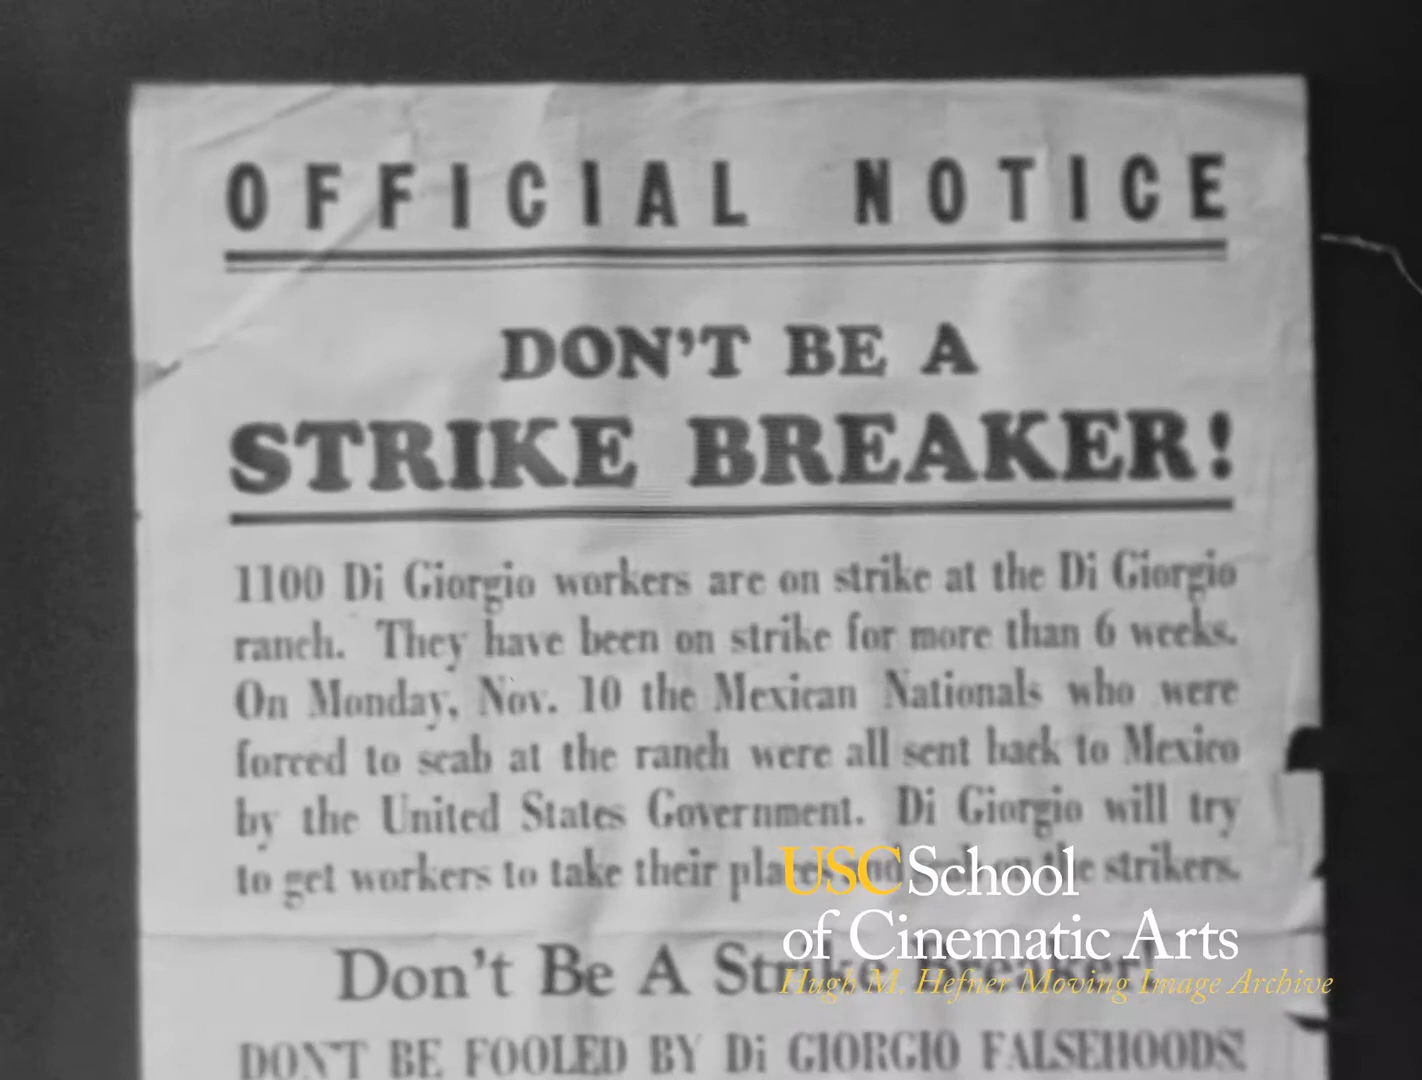 OFFICIAL NOTICE
DON'T BE A
STRIKE BREAKER!
1100 Di Giorgio workers are on strike at the Di Giorgio
ranch. They have been on strike for more than 6 weeks.
On Monday, Nov. 10 the Mexican Nationals who were
forced to scab at the ranch were all sent back to Mexico
by the United States Government. Di Giorgio will try
to get workers to take their places and the strikers.
Don't Be A Strike
DON'T BE FOOLED BY Di GIORGIO FALSEHOODS!
USC School
of Cinematic Arts
Hugh M. Hefner Moving Image Archive